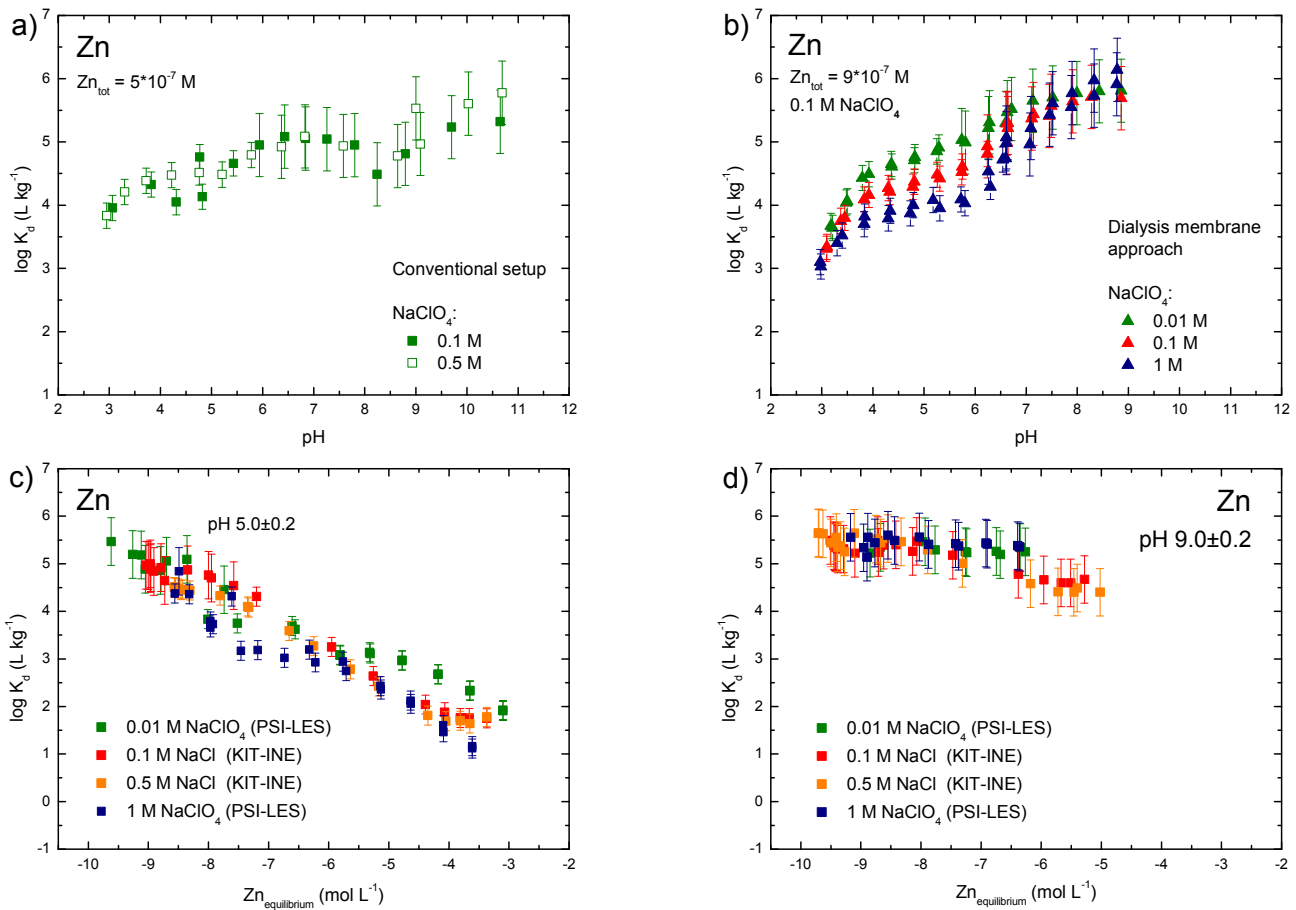 a)
Zn
Zn_tot = 5*10^-7 M
Conventional setup
NaClO4:
0.1 M
0.5 M
log K_d (L kg^-1)
7
6
5
4
3
2
1
2 3 4 5 6 7 8 9 10 11 12
pH
b)
Zn
Zn_tot = 9*10^-7 M
0.1 M NaClO4
Dialysis membrane
approach
NaClO4:
0.01 M
0.1 M
1 M
log K_d (L kg^-1)
7
6
5
4
3
2
1
2 3 4 5 6 7 8 9 10 11 12
pH
c)
Zn
pH 5.0±0.2
0.01 M NaClO4 (PSI-LES)
0.1 M NaCl (KIT-INE)
0.5 M NaCl (KIT-INE)
1 M NaClO4 (PSI-LES)
log K_d (L kg^-1)
7
6
5
4
3
2
1
0
-1
-10 -9 -8 -7 -6 -5 -4 -3 -2
Zn_equilibrium (mol L^-1)
d)
Zn
pH 9.0±0.2
0.01 M NaClO4 (PSI-LES)
0.1 M NaCl (KIT-INE)
0.5 M NaCl (KIT-INE)
1 M NaClO4 (PSI-LES)
log K_d (L kg^-1)
7
6
5
4
3
2
1
0
-1
-10 -9 -8 -7 -6 -5 -4 -3 -2
Zn_equilibrium (mol L^-1)